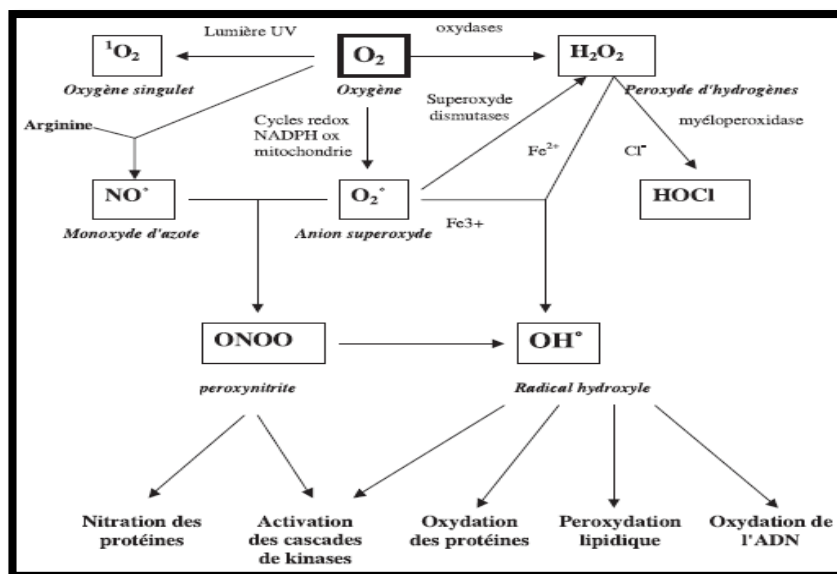 Lumière UV
oxydases
¹O₂
O₂
H₂O₂
Oxygène singulet
Oxygène
Peroxyde d'hydrogènes
Arginine
Cycles redox
NADPH ox
mitochondrie
Superoxyde
dismutases
myéloperoxidase
Fe²⁺
Cl⁻
NO°
O₂°
HOCl
Monoxyde d'azote
Anion superoxyde
Fe3+
ONOO
OH°
peroxynitrite
Radical hydroxyle
Nitration des
protéines
Activation
des cascades
de kinases
Oxydation
des protéines
Peroxydation
lipidique
Oxydation de
l'ADN